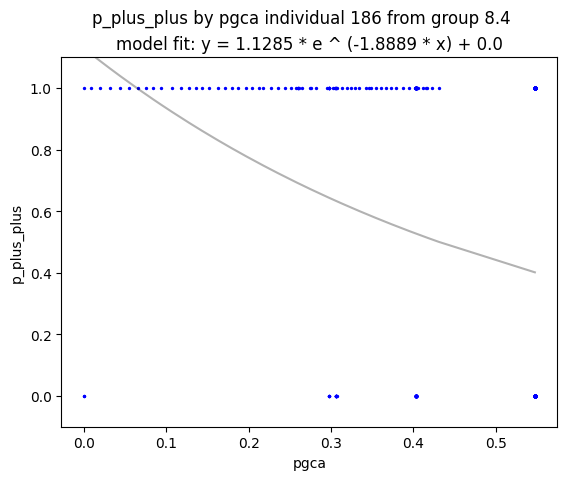 p_plus_plus by pgca individual 186 from group 8.4
model fit: y = 1.1285 * e ^ (-1.8889 * x) + 0.0
1.0
0.8
0.6
0.4
0.2
0.0
p_plus_plus
0.0 0.1 0.2 0.3 0.4 0.5
pgca